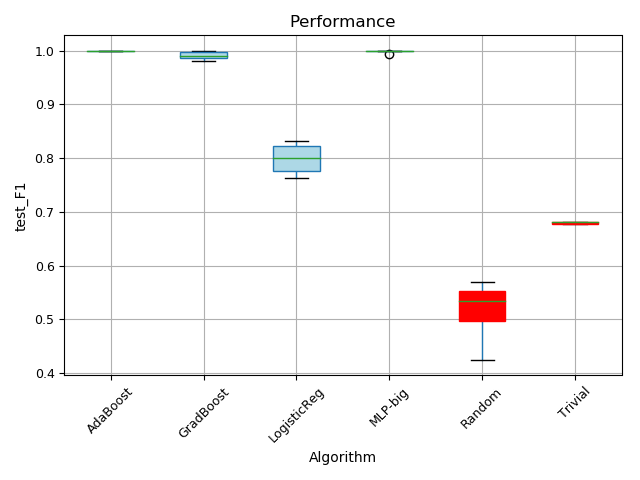 Performance
test_F1
1.0
0.9
0.8
0.7
0.6
0.5
0.4
AdaBoost
GradBoost
LogisticReg
MLP-big
Random
Trivial
Algorithm